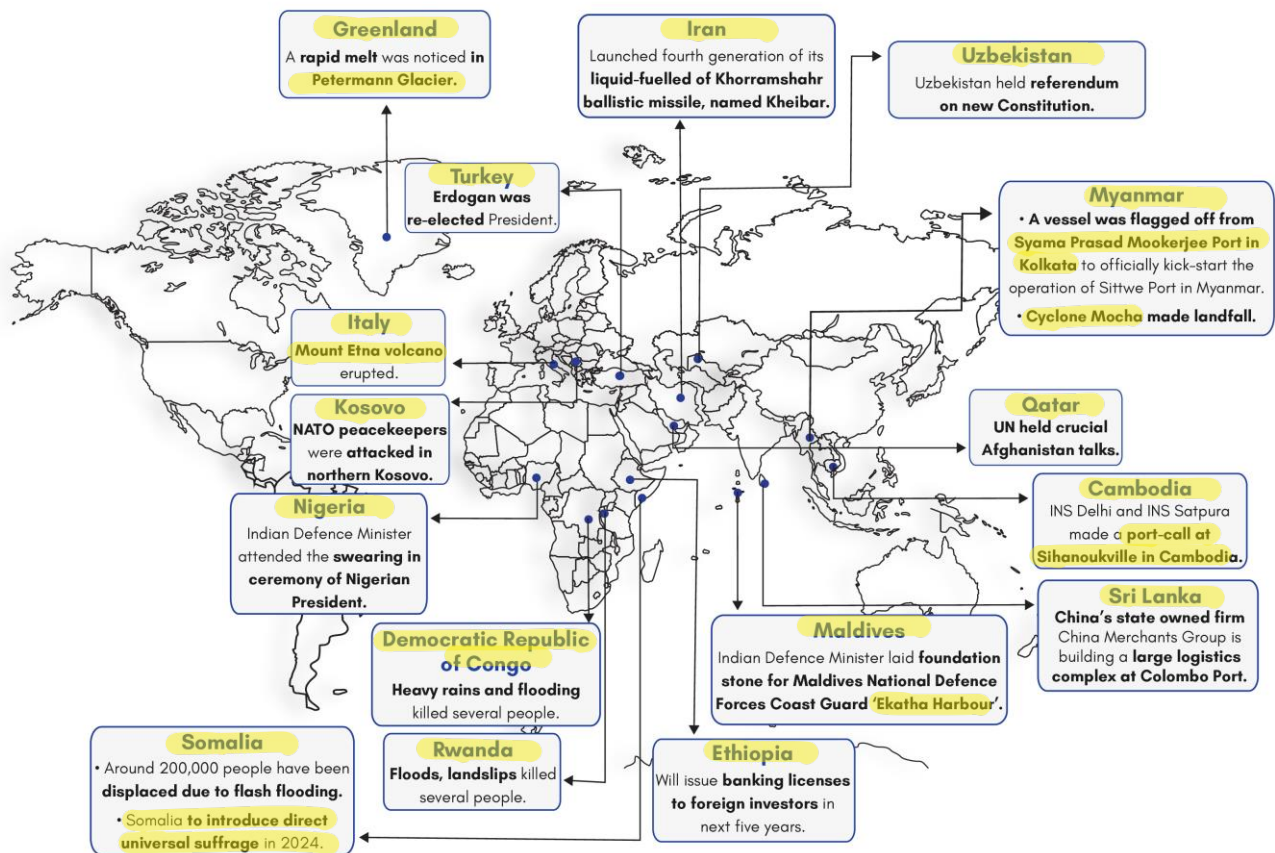 Greenland
A rapid melt was noticed in
Petermann Glacier.
Iran
Launched fourth generation of its
liquid-fuelled of Khorramshahr
ballistic missile, named Kheibar.
Uzbekistan
Uzbekistan held referendum
on new Constitution.
Turkey
Erdogan was
re-elected President.
Myanmar
• A vessel was flagged off from
Syama Prasad Mookerjee Port in
Kolkata to officially kick-start the
operation of Sittwe Port in Myanmar.
• Cyclone Mocha made landfall.
Italy
Mount Etna volcano
erupted.
Kosovo
NATO peacekeepers
were attacked in
northern Kosovo.
Qatar
UN held crucial
Afghanistan talks.
Nigeria
Indian Defence Minister
attended the swearing in
ceremony of Nigerian
President.
Cambodia
INS Delhi and INS Satpura
made a port-call at
Sihanoukville in Cambodia.
Sri Lanka
China's state owned firm
China Merchants Group is
building a large logistics
complex at Colombo Port.
Maldives
Indian Defence Minister laid foundation
stone for Maldives National Defence
Forces Coast Guard 'Ekatha Harbour'.
Democratic Republic
of Congo
Heavy rains and flooding
killed several people.
Somalia
• Around 200,000 people have been
displaced due to flash flooding.
• Somalia to introduce direct
universal suffrage in 2024.
Rwanda
Floods, landslips killed
several people.
Ethiopia
Will issue banking licenses
to foreign investors in
next five years.